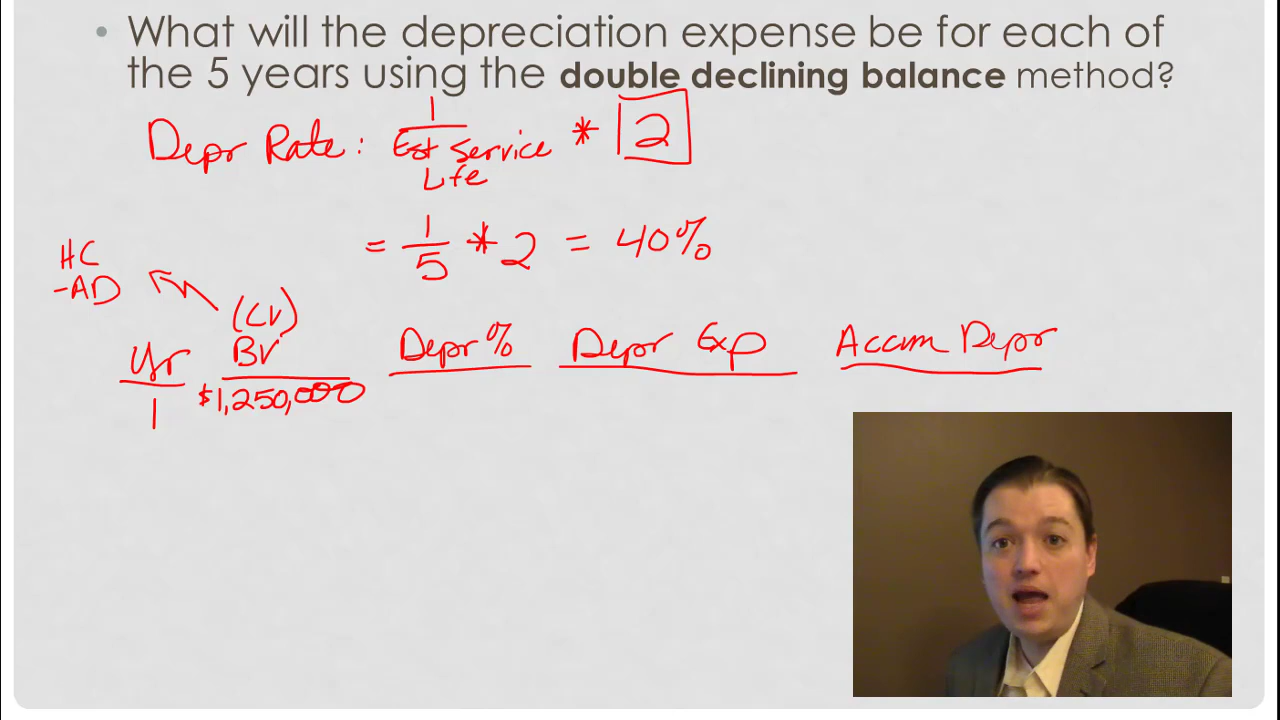 • What will the depreciation expense be for each of
the 5 years using the double declining balance method?
Depr Rate: 1 / Est Service Life * 2
= 1/5 * 2 = 40%
HC
-AD
(CV)
Yr BV Depr % Depr Exp Accum Depr
1 $1,250,000